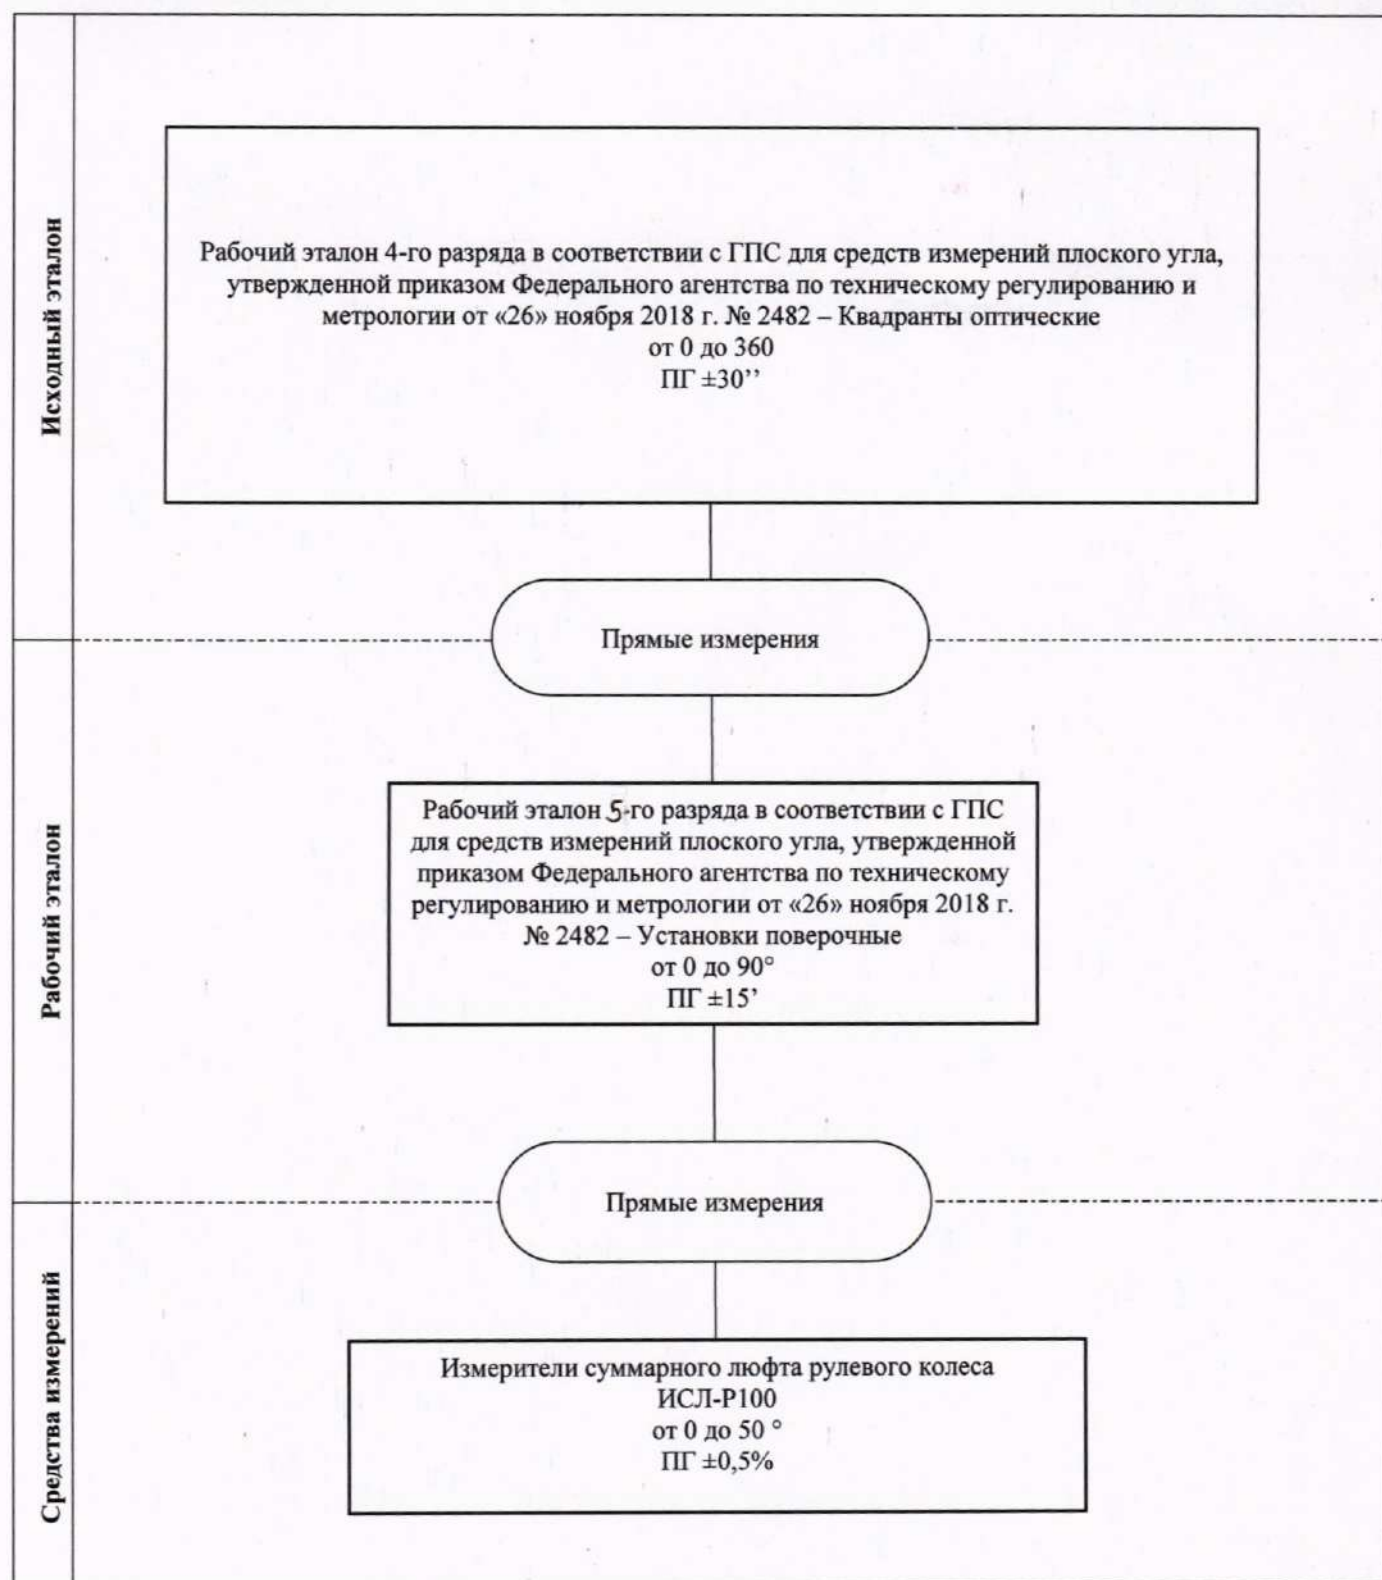 Исходный эталон
Рабочий эталон 4-го разряда в соответствии с ГПС для средств измерений плоского угла,
утвержденной приказом Федерального агентства по техническому регулированию и
метрологии от «26» ноября 2018 г. № 2482 – Квадранты оптические
от 0 до 360
ПГ ±30’’
Прямые измерения
Рабочий эталон
Рабочий эталон 5-го разряда в соответствии с ГПС
для средств измерений плоского угла, утвержденной
приказом Федерального агентства по техническому
регулированию и метрологии от «26» ноября 2018 г.
№ 2482 – Установки поверочные
от 0 до 90°
ПГ ±15’
Прямые измерения
Средства измерений
Измерители суммарного люфта рулевого колеса
ИСЛ-Р100
от 0 до 50 °
ПГ ±0,5%